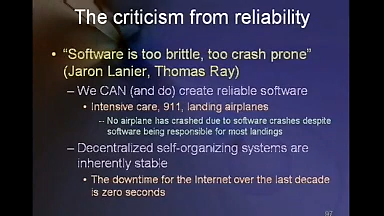 The criticism from reliability
• "Software is too brittle, too crash prone"
(Jaron Lanier, Thomas Ray)
– We CAN (and do) create reliable software
• Intensive care, 911, landing airplanes
– No airplane has crashed due to software crashes despite
software being responsible for most landings
– Decentralized self-organizing systems are
inherently stable
• The downtime for the Internet over the last decade
is zero seconds
97